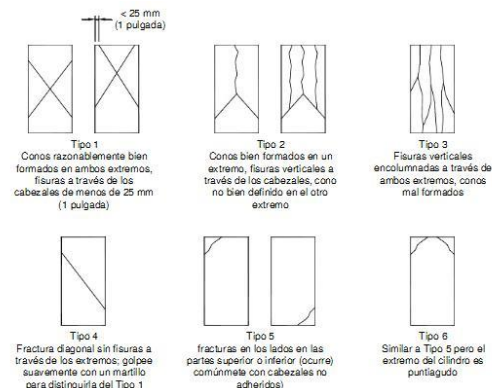 < 25 mm
(1 pulgada)
Tipo 1
Conos razonablemente bien
formados en ambos extremos,
fisuras a través de los
cabezales de menos de 25 mm
(1 pulgada)
Tipo 2
Conos bien formados en un
extremo, fisuras verticales a
través de los cabezales, cono
no bien definido en el otro
extremo
Tipo 3
Fisuras verticales
encolumnadas a través de
ambos extremos, conos
mal formados
Tipo 4
Fractura diagonal sin fisuras a
través de los extremos; golpee
suavemente con un martillo
para distinguirla del Tipo 1
Tipo 5
fracturas en los lados en las
partes superior o inferior (ocurre)
comúnmete con cabezales no
adheridos)
Tipo 6
Similar a Tipo 5 pero el
extremo del cilindro es
puntiagudo